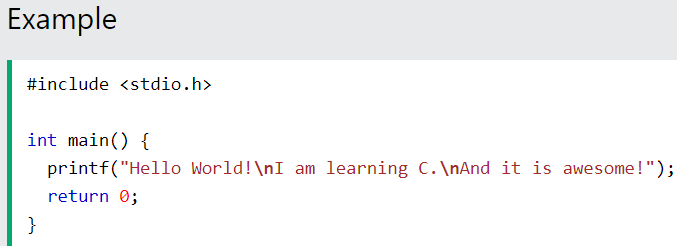 Example
#include <stdio.h>
int main() {
printf("Hello World!\nI am learning C.\nAnd it is awesome!");
return 0;
}